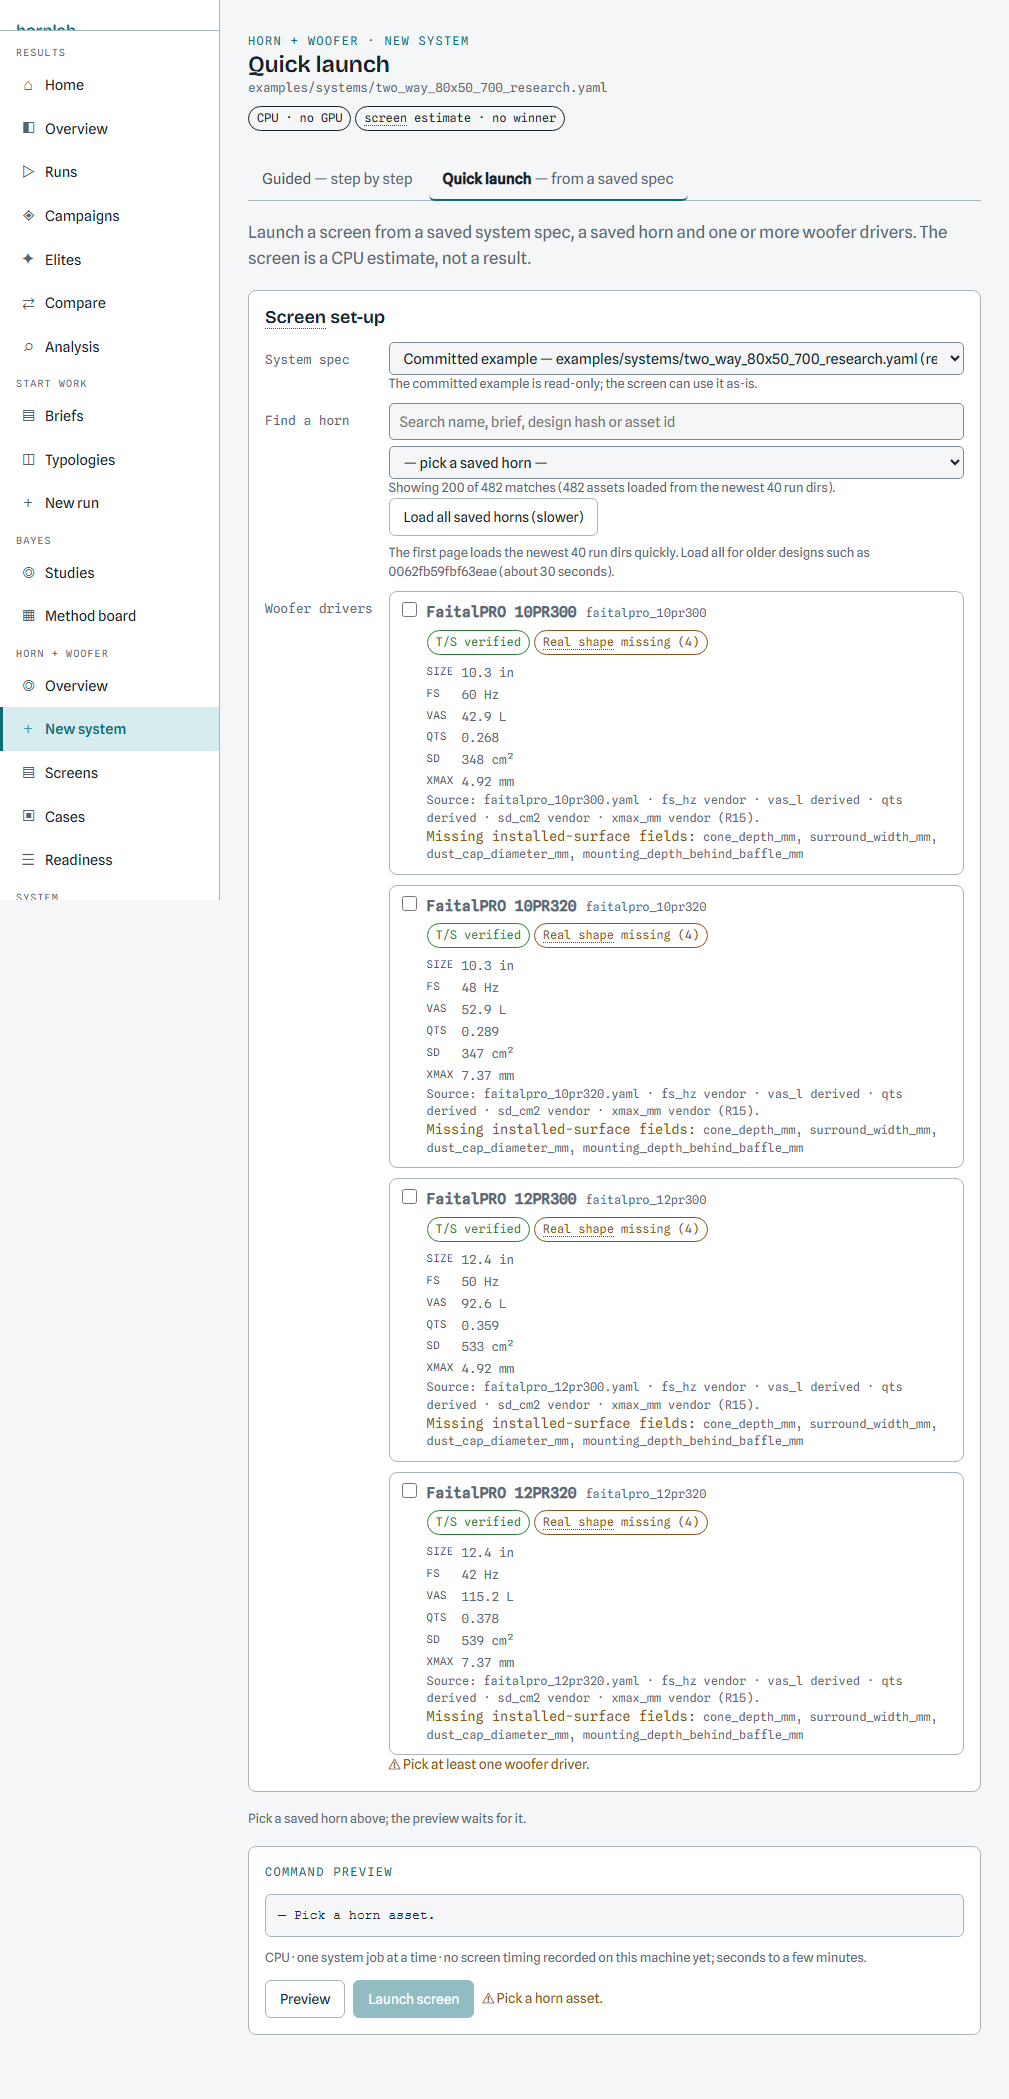 hornlab
RESULTS
Home
Overview
Runs
Campaigns
Elites
Compare
Analysis
START WORK
Briefs
Typologies
New run
BAYES
Studies
Method board
HORN + WOOFER
Overview
New system
Screens
Cases
Readiness
SYSTEM
HORN + WOOFER · NEW SYSTEM
Quick launch
examples/systems/two_way_80x50_700_research.yaml
CPU · no GPU
screen estimate · no winner
Guided — step by step
Quick launch — from a saved spec
Launch a screen from a saved system spec, a saved horn and one or more woofer drivers. The
screen is a CPU estimate, not a result.
Screen set-up
System spec
Committed example — examples/systems/two_way_80x50_700_research.yaml (re
The committed example is read-only; the screen can use it as-is.
Find a horn
Search name, brief, design hash or asset id
— pick a saved horn —
Showing 200 of 482 matches (482 assets loaded from the newest 40 run dirs).
Load all saved horns (slower)
The first page loads the newest 40 run dirs quickly. Load all for older designs such as
0062fb59fbf63eae (about 30 seconds).
Woofer drivers
FaitalPRO 10PR300 faitalpro_10pr300
T/S verified
Real shape missing (4)
SIZE 10.3 in
FS 60 Hz
VAS 42.9 L
QTS 0.268
SD 348 cm²
XMAX 4.92 mm
Source: faitalpro_10pr300.yaml · fs_hz vendor · vas_l derived · qts
derived · sd_cm2 vendor · xmax_mm vendor (R15).
Missing installed-surface fields: cone_depth_mm, surround_width_mm,
dust_cap_diameter_mm, mounting_depth_behind_baffle_mm
FaitalPRO 10PR320 faitalpro_10pr320
T/S verified
Real shape missing (4)
SIZE 10.3 in
FS 48 Hz
VAS 52.9 L
QTS 0.289
SD 347 cm²
XMAX 7.37 mm
Source: faitalpro_10pr320.yaml · fs_hz vendor · vas_l derived · qts
derived · sd_cm2 vendor · xmax_mm vendor (R15).
Missing installed-surface fields: cone_depth_mm, surround_width_mm,
dust_cap_diameter_mm, mounting_depth_behind_baffle_mm
FaitalPRO 12PR300 faitalpro_12pr300
T/S verified
Real shape missing (4)
SIZE 12.4 in
FS 50 Hz
VAS 92.6 L
QTS 0.359
SD 533 cm²
XMAX 4.92 mm
Source: faitalpro_12pr300.yaml · fs_hz vendor · vas_l derived · qts
derived · sd_cm2 vendor · xmax_mm vendor (R15).
Missing installed-surface fields: cone_depth_mm, surround_width_mm,
dust_cap_diameter_mm, mounting_depth_behind_baffle_mm
FaitalPRO 12PR320 faitalpro_12pr320
T/S verified
Real shape missing (4)
SIZE 12.4 in
FS 42 Hz
VAS 115.2 L
QTS 0.378
SD 539 cm²
XMAX 7.37 mm
Source: faitalpro_12pr320.yaml · fs_hz vendor · vas_l derived · qts
derived · sd_cm2 vendor · xmax_mm vendor (R15).
Missing installed-surface fields: cone_depth_mm, surround_width_mm,
dust_cap_diameter_mm, mounting_depth_behind_baffle_mm
⚠ Pick at least one woofer driver.
Pick a saved horn above; the preview waits for it.
COMMAND PREVIEW
— Pick a horn asset.
CPU · one system job at a time · no screen timing recorded on this machine yet; seconds to a few minutes.
Preview
Launch screen
⚠ Pick a horn asset.